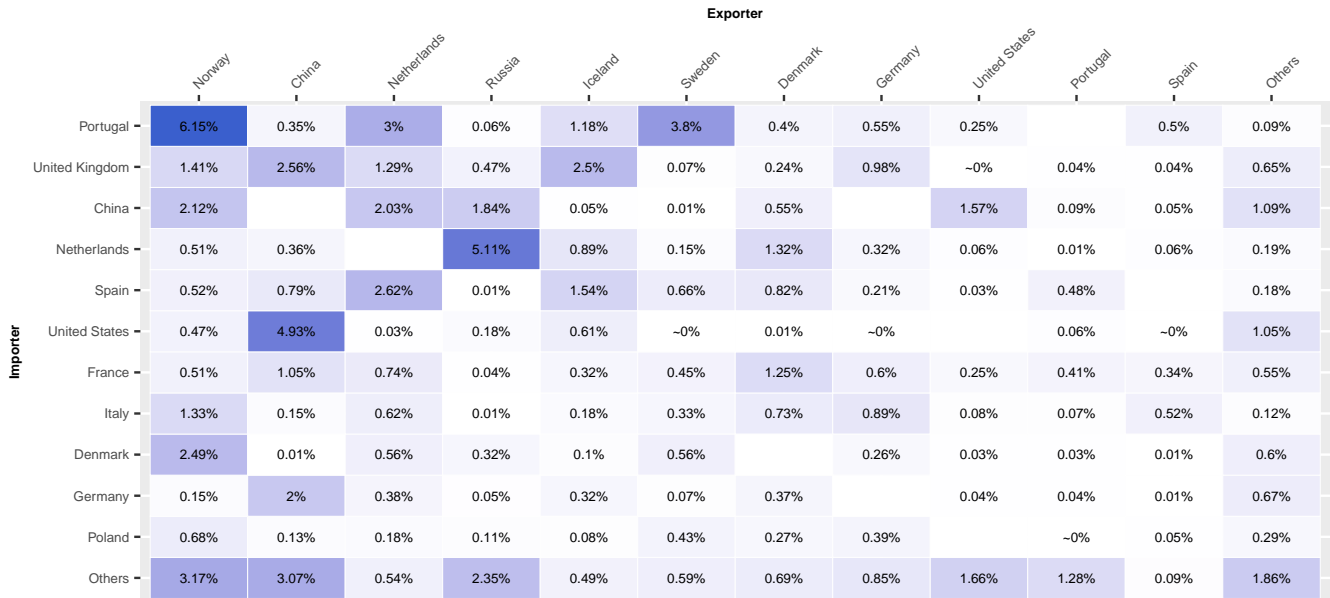 Exporter
Norway China Netherlands Russia Iceland Sweden Denmark Germany United States Portugal Spain Others
Importer
Portugal 6.15% 0.35% 3% 0.06% 1.18% 3.8% 0.4% 0.55% 0.25% 0.5% 0.09%
United Kingdom 1.41% 2.56% 1.29% 0.47% 2.5% 0.07% 0.24% 0.98% ~0% 0.04% 0.04% 0.65%
China 2.12% 2.03% 1.84% 0.05% 0.01% 0.55% 1.57% 0.09% 0.05% 1.09%
Netherlands 0.51% 0.36% 5.11% 0.89% 0.15% 1.32% 0.32% 0.06% 0.01% 0.06% 0.19%
Spain 0.52% 0.79% 2.62% 0.01% 1.54% 0.66% 0.82% 0.21% 0.03% 0.48% 0.18%
United States 0.47% 4.93% 0.03% 0.18% 0.61% ~0% 0.01% ~0% 0.06% ~0% 1.05%
France 0.51% 1.05% 0.74% 0.04% 0.32% 0.45% 1.25% 0.6% 0.25% 0.41% 0.34% 0.55%
Italy 1.33% 0.15% 0.62% 0.01% 0.18% 0.33% 0.73% 0.89% 0.08% 0.07% 0.52% 0.12%
Denmark 2.49% 0.01% 0.56% 0.32% 0.1% 0.56% 0.26% 0.03% 0.03% 0.01% 0.6%
Germany 0.15% 2% 0.38% 0.05% 0.32% 0.07% 0.37% 0.04% 0.04% 0.01% 0.67%
Poland 0.68% 0.13% 0.18% 0.11% 0.08% 0.43% 0.27% 0.39% ~0% 0.05% 0.29%
Others 3.17% 3.07% 0.54% 2.35% 0.49% 0.59% 0.69% 0.85% 1.66% 1.28% 0.09% 1.86%